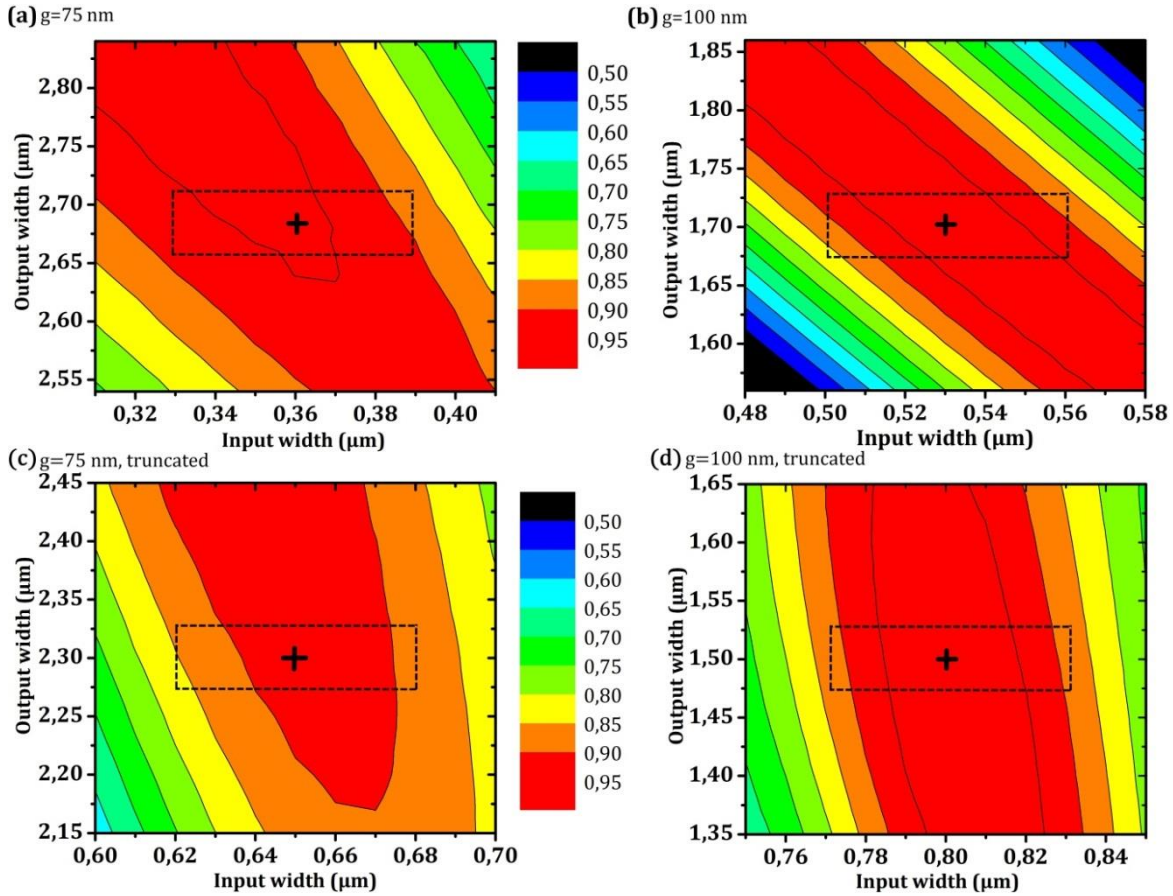 (a) g=75 nm
Output width (µm)
2,80
2,75
2,70
2,65
2,60
2,55
0,32 0,34 0,36 0,38 0,40
Input width (µm)
0,50
0,55
0,60
0,65
0,70
0,75
0,80
0,85
0,90
0,95
(b) g=100 nm
Output width (µm)
1,85
1,80
1,75
1,70
1,65
1,60
0,48 0,50 0,52 0,54 0,56 0,58
Input width (µm)
(c) g=75 nm, truncated
Output width (µm)
2,45
2,40
2,35
2,30
2,25
2,20
2,15
0,60 0,62 0,64 0,66 0,68 0,70
Input width (µm)
0,50
0,55
0,60
0,65
0,70
0,75
0,80
0,85
0,90
0,95
(d) g=100 nm, truncated
Output width (µm)
1,65
1,60
1,55
1,50
1,45
1,40
1,35
0,76 0,78 0,80 0,82 0,84
Input width (µm)